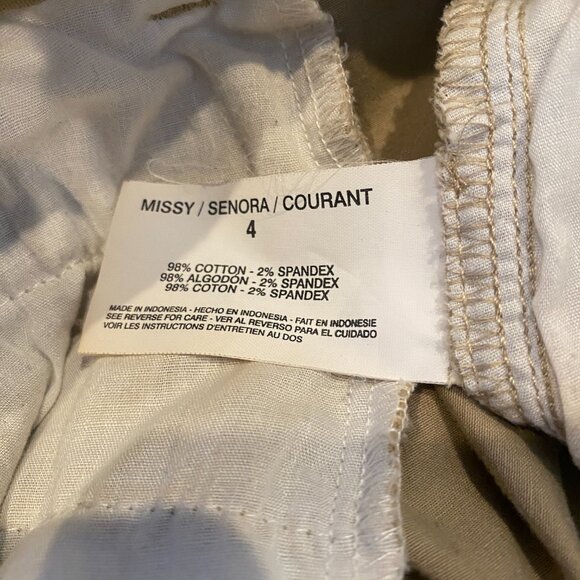 MISSY / SENORA / COURANT
4
98% COTTON - 2% SPANDEX
98% ALGODON - 2% SPANDEX
98% COTON - 2% SPANDEX
MADE IN INDONESIA - HECHO EN INDONESIA - FAIT EN INDONESIE
SEE REVERSE FOR CARE - VER AL REVERSO PARA EL CUIDADO
VOIR LES INSTRUCTIONS D'ENTRETIEN AU DOS